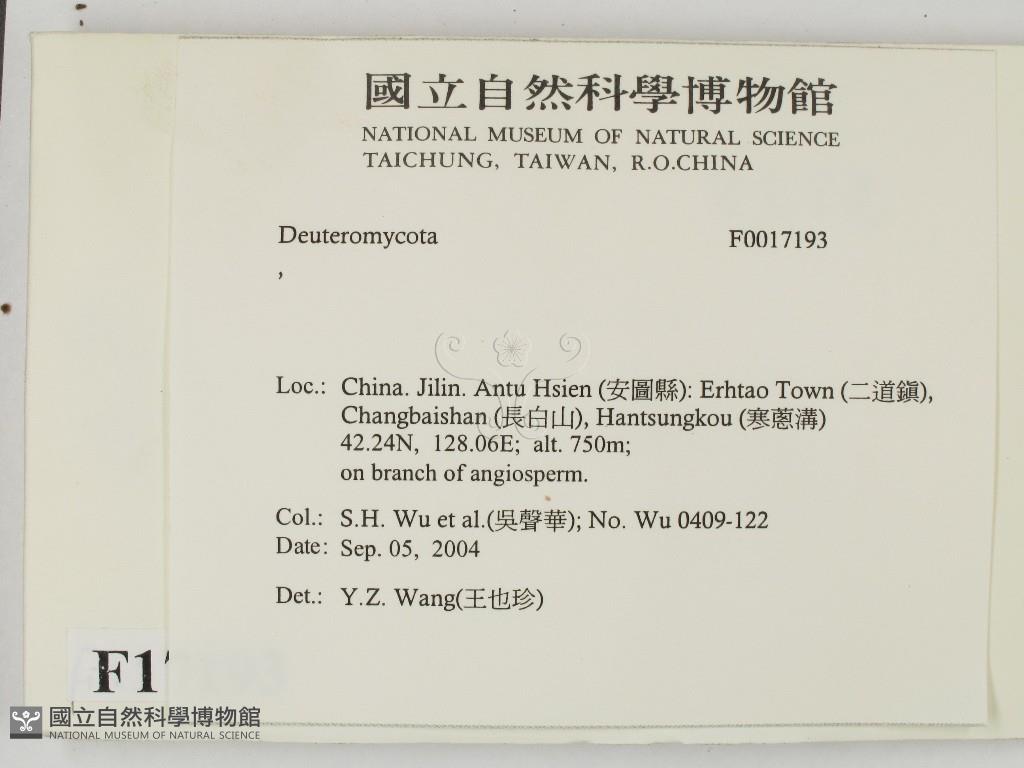 國立自然科學博物館
NATIONAL MUSEUM OF NATURAL SCIENCE
TAICHUNG, TAIWAN, R.O.CHINA
Deuteromycota F0017193
,
Loc.: China. Jilin. Antu Hsien (安圖縣): Erhtao Town (二道鎭),
Changbaishan (長白山), Hantsungkou (寒蔥溝)
42.24N, 128.06E; alt. 750m;
on branch of angiosperm.
Col.: S.H. Wu et al.(吳聲華); No. Wu 0409-122
Date: Sep. 05, 2004
Det.: Y.Z. Wang(王也珍)
F17
國立自然科學博物館
NATIONAL MUSEUM OF NATURAL SCIENCE